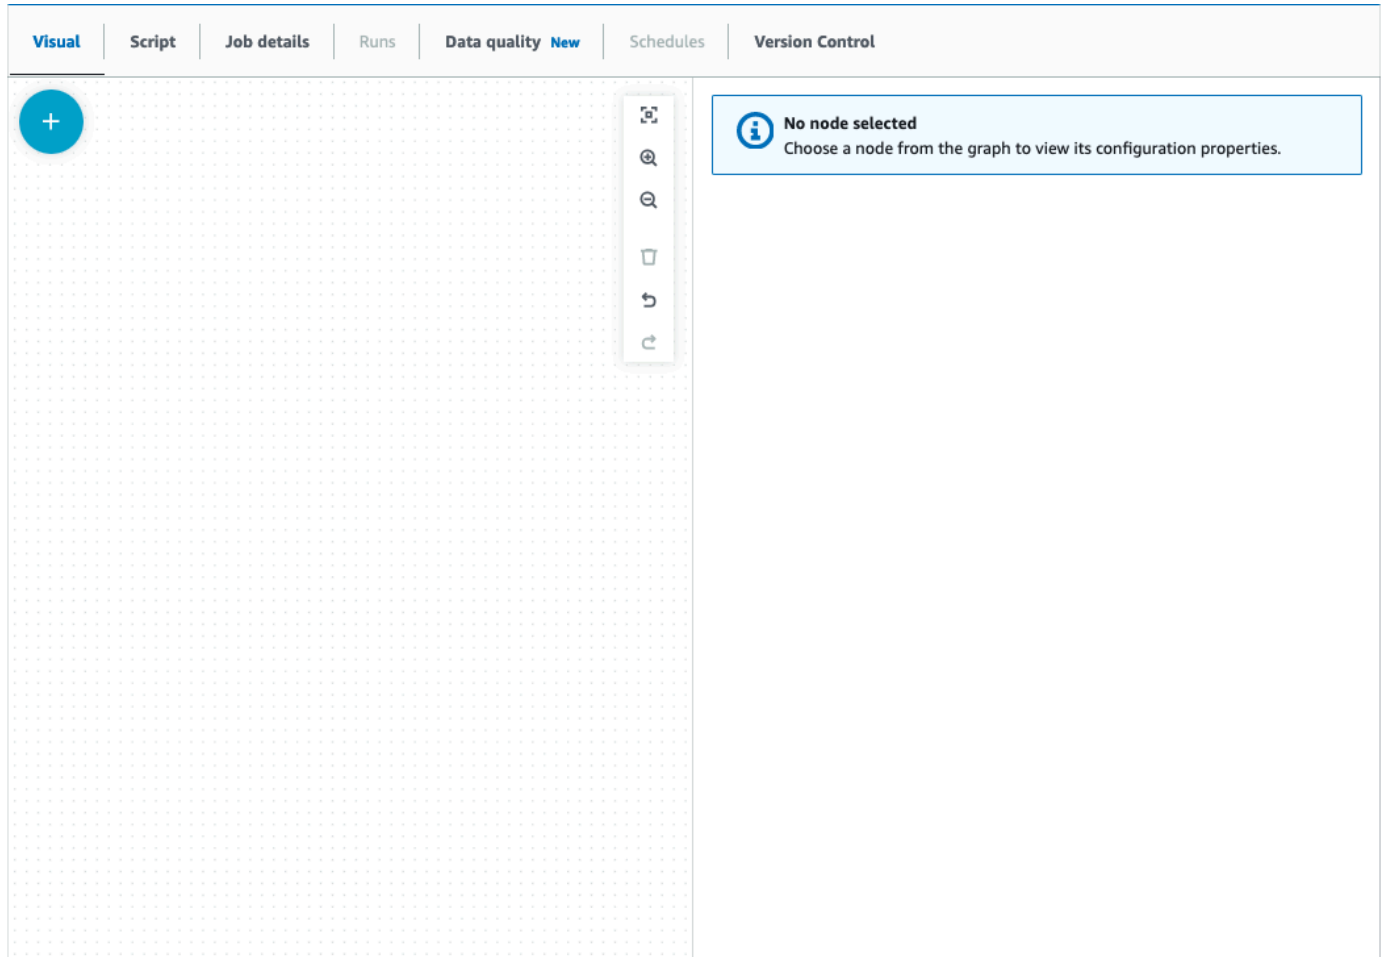 Visual Script Job details Runs Data quality New Schedules Version Control
No node selected
Choose a node from the graph to view its configuration properties.